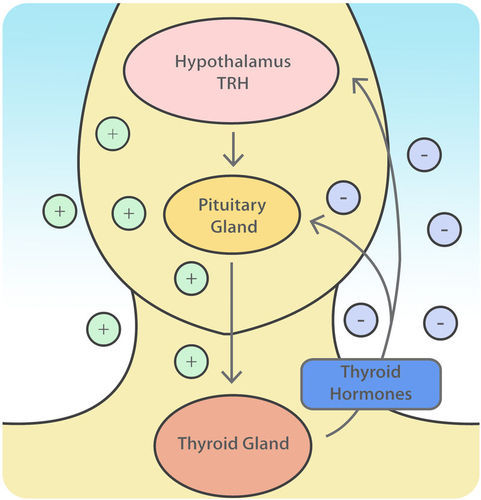 Hypothalamus
TRH
+
-
+
-
+
Pituitary
Gland
-
+
+
-
-
+
Thyroid
Hormones
Thyroid Gland